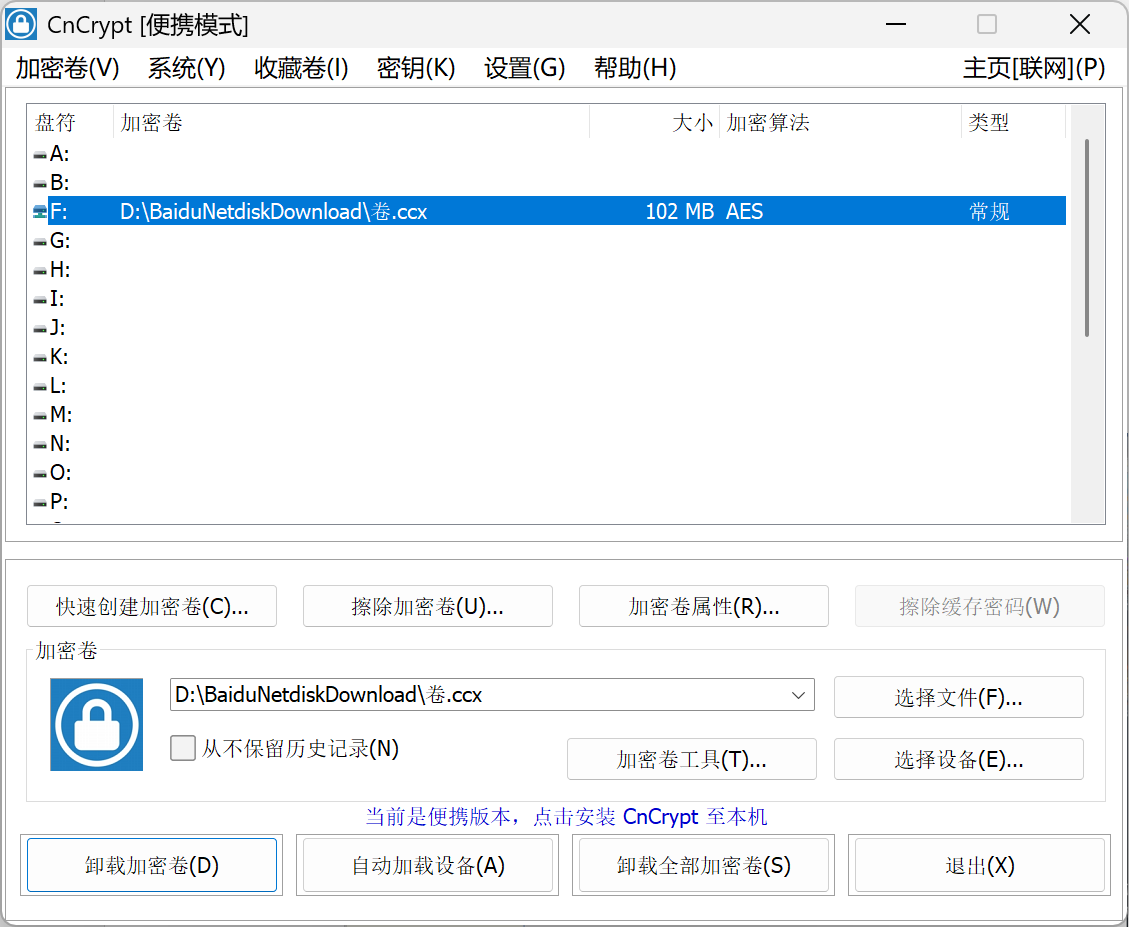 CnCrypt [便携模式]
加密卷(V) 系统(Y) 收藏卷(I) 密钥(K) 设置(G) 帮助(H) 主页[联网](P)
盘符 加密卷 大小 加密算法 类型
A:
B:
F: D:\BaiduNetdiskDownload\卷.ccx 102 MB AES 常规
G:
H:
I:
J:
K:
L:
M:
N:
O:
P:
快速创建加密卷(C)... 擦除加密卷(U)... 加密卷属性(R)... 擦除缓存密码(W)
加密卷
D:\BaiduNetdiskDownload\卷.ccx 选择文件(F)...
从不保留历史记录(N) 加密卷工具(T)... 选择设备(E)...
当前是便携版本，点击安装 CnCrypt 至本机
卸载加密卷(D) 自动加载设备(A) 卸载全部加密卷(S) 退出(X)